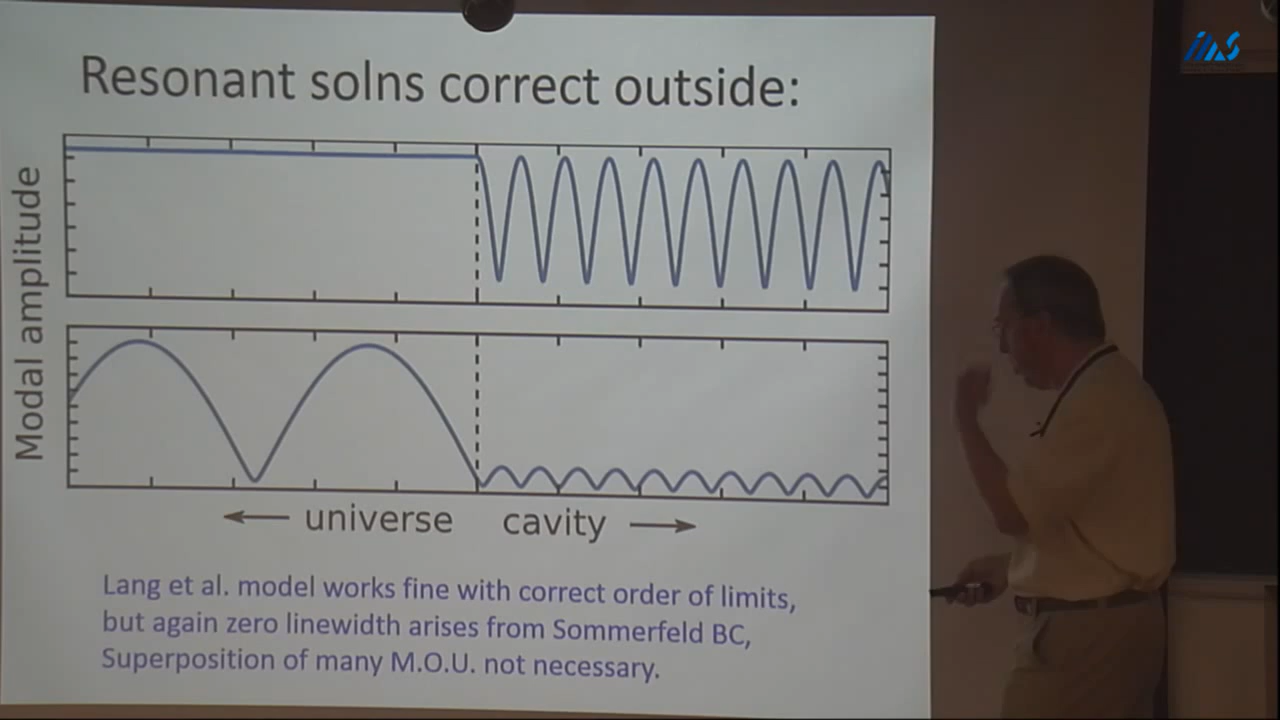 iMS
Resonant solns correct outside:
Modal amplitude
← universe cavity →
Lang et al. model works fine with correct order of limits,
but again zero linewidth arises from Sommerfeld BC,
Superposition of many M.O.U. not necessary.